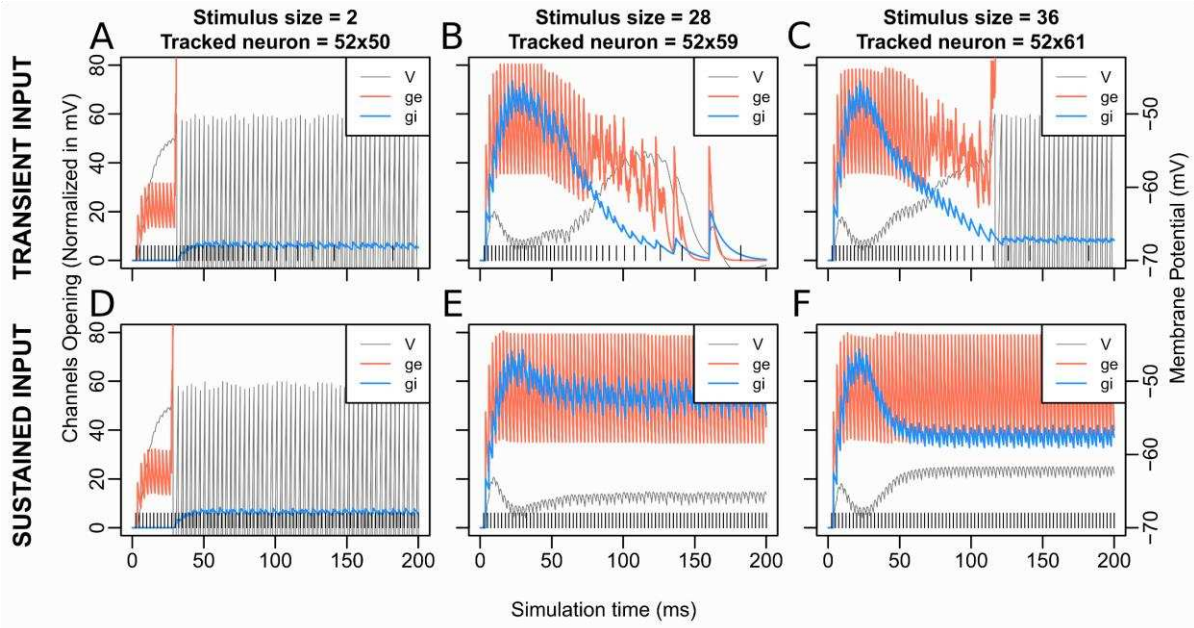 Stimulus size = 2
Tracked neuron = 52x50
Stimulus size = 28
Tracked neuron = 52x59
Stimulus size = 36
Tracked neuron = 52x61
TRANSIENT INPUT
SUSTAINED INPUT
Channels Opening (Normalized in mV)
Membrane Potential (mV)
A
80
60
40
20
0
V
ge
gi
B
V
ge
gi
C
V
ge
gi
-50
-60
-70
D
80
60
40
20
0
V
ge
gi
0 50 100 150 200
E
V
ge
gi
0 50 100 150 200
F
V
ge
gi
-50
-60
-70
0 50 100 150 200
Simulation time (ms)